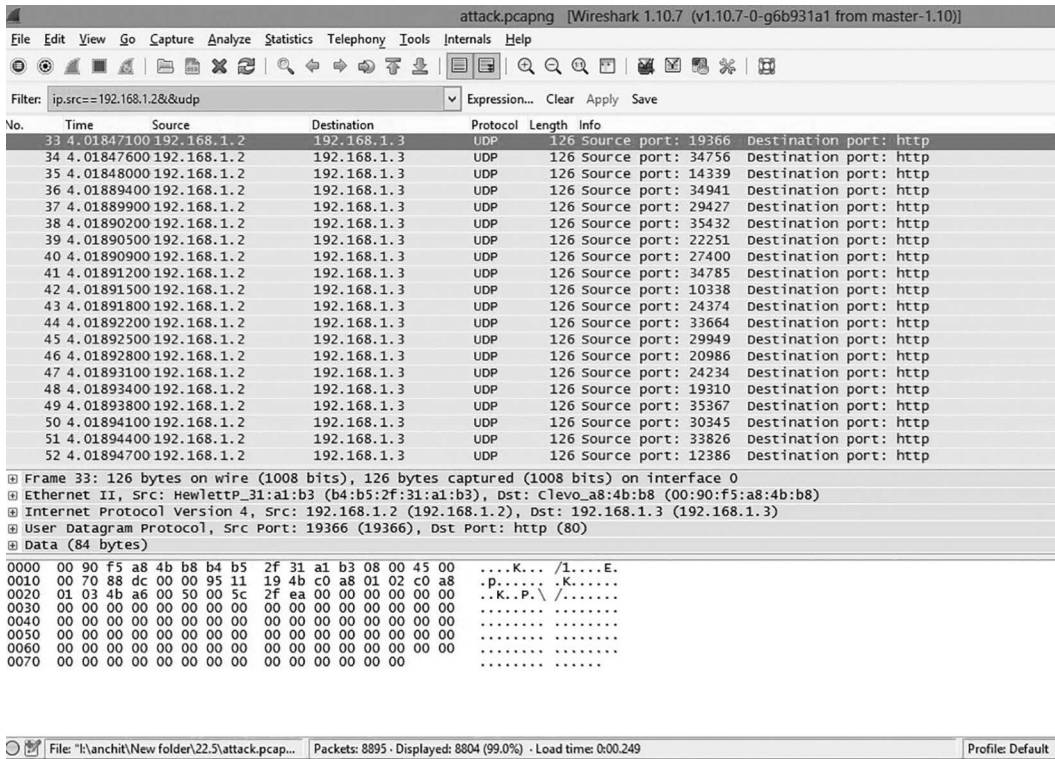 attack.pcapng [Wireshark 1.10.7 (v1.10.7-0-g6b931a1 from master-1.10)]
File Edit View Go Capture Analyze Statistics Telephony Tools Internals Help
Filter: ip.src==192.168.1.2&&udp Expression... Clear Apply Save
No. Time Source Destination Protocol Length Info
33 4.01847100 192.168.1.2 192.168.1.3 UDP 126 Source port: 19366 Destination port: http
34 4.01847600 192.168.1.2 192.168.1.3 UDP 126 Source port: 34756 Destination port: http
35 4.01848000 192.168.1.2 192.168.1.3 UDP 126 Source port: 14339 Destination port: http
36 4.01889400 192.168.1.2 192.168.1.3 UDP 126 Source port: 34941 Destination port: http
37 4.01889900 192.168.1.2 192.168.1.3 UDP 126 Source port: 29427 Destination port: http
38 4.01890200 192.168.1.2 192.168.1.3 UDP 126 Source port: 35432 Destination port: http
39 4.01890500 192.168.1.2 192.168.1.3 UDP 126 Source port: 22251 Destination port: http
40 4.01890900 192.168.1.2 192.168.1.3 UDP 126 Source port: 27400 Destination port: http
41 4.01891200 192.168.1.2 192.168.1.3 UDP 126 Source port: 34785 Destination port: http
42 4.01891500 192.168.1.2 192.168.1.3 UDP 126 Source port: 10338 Destination port: http
43 4.01891800 192.168.1.2 192.168.1.3 UDP 126 Source port: 24374 Destination port: http
44 4.01892200 192.168.1.2 192.168.1.3 UDP 126 Source port: 33664 Destination port: http
45 4.01892500 192.168.1.2 192.168.1.3 UDP 126 Source port: 29949 Destination port: http
46 4.01892800 192.168.1.2 192.168.1.3 UDP 126 Source port: 20986 Destination port: http
47 4.01893100 192.168.1.2 192.168.1.3 UDP 126 Source port: 24234 Destination port: http
48 4.01893400 192.168.1.2 192.168.1.3 UDP 126 Source port: 19310 Destination port: http
49 4.01893800 192.168.1.2 192.168.1.3 UDP 126 Source port: 35367 Destination port: http
50 4.01894100 192.168.1.2 192.168.1.3 UDP 126 Source port: 30345 Destination port: http
51 4.01894400 192.168.1.2 192.168.1.3 UDP 126 Source port: 33826 Destination port: http
52 4.01894700 192.168.1.2 192.168.1.3 UDP 126 Source port: 12386 Destination port: http
Frame 33: 126 bytes on wire (1008 bits), 126 bytes captured (1008 bits) on interface 0
Ethernet II, Src: HewlettP_31:a1:b3 (b4:b5:2f:31:a1:b3), Dst: Clevo_a8:4b:b8 (00:90:f5:a8:4b:b8)
Internet Protocol Version 4, Src: 192.168.1.2 (192.168.1.2), Dst: 192.168.1.3 (192.168.1.3)
User Datagram Protocol, Src Port: 19366 (19366), Dst Port: http (80)
Data (84 bytes)
0000 00 90 f5 a8 4b b8 b4 b5 2f 31 a1 b3 08 00 45 00 ....K... /1....E.
0010 00 70 88 dc 00 00 95 11 19 4b c0 a8 01 02 c0 a8 .p...... .K......
0020 01 03 4b a6 00 50 00 5c 2f ea 00 00 00 00 00 00 ..K..P.\ /.......
0030 00 00 00 00 00 00 00 00 00 00 00 00 00 00 00 00 ........ ........
0040 00 00 00 00 00 00 00 00 00 00 00 00 00 00 00 00 ........ ........
0050 00 00 00 00 00 00 00 00 00 00 00 00 00 00 00 00 ........ ........
0060 00 00 00 00 00 00 00 00 00 00 00 00 00 00 00 00 ........ ........
0070 00 00 00 00 00 00 00 00 00 00 00 00 00 00 ........ ......
File: "I:\anchit\New folder\22.5\attack.pcap... Packets: 8895 · Displayed: 8804 (99.0%) · Load time: 0:00.249 Profile: Default